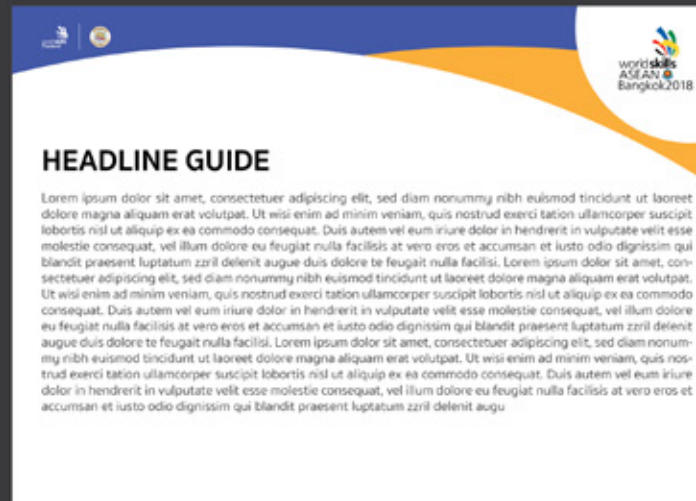 worldskills
Thailand
worldskills
ASEAN
Bangkok2018
HEADLINE GUIDE
Lorem ipsum dolor sit amet, consectetuer adipiscing elit, sed diam nonummy nibh euismod tincidunt ut laoreet
dolore magna aliquam erat volutpat. Ut wisi enim ad minim veniam, quis nostrud exerci tation ullamcorper suscipit
lobortis nisl ut aliquip ex ea commodo consequat. Duis autem vel eum iriure dolor in hendrerit in vulputate velit esse
molestie consequat, vel illum dolore eu feugiat nulla facilisis at vero eros et accumsan et iusto odio dignissim qui
blandit praesent luptatum zzril delenit augue duis dolore te feugait nulla facilisi. Lorem ipsum dolor sit amet, con-
sectetuer adipiscing elit, sed diam nonummy nibh euismod tincidunt ut laoreet dolore magna aliquam erat volutpat.
Ut wisi enim ad minim veniam, quis nostrud exerci tation ullamcorper suscipit lobortis nisl ut aliquip ex ea commodo
consequat. Duis autem vel eum iriure dolor in hendrerit in vulputate velit esse molestie consequat, vel illum dolore
eu feugiat nulla facilisis at vero eros et accumsan et iusto odio dignissim qui blandit praesent luptatum zzril delenit
augue duis dolore te feugait nulla facilisi. Lorem ipsum dolor sit amet, consectetuer adipiscing elit, sed diam nonum-
my nibh euismod tincidunt ut laoreet dolore magna aliquam erat volutpat. Ut wisi enim ad minim veniam, quis nos-
trud exerci tation ullamcorper suscipit lobortis nisl ut aliquip ex ea commodo consequat. Duis autem vel eum iriure
dolor in hendrerit in vulputate velit esse molestie consequat, vel illum dolore eu feugiat nulla facilisis at vero eros et
accumsan et iusto odio dignissim qui blandit praesent luptatum zzril delenit augu